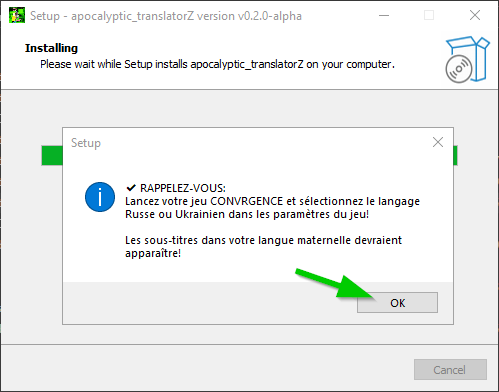 Setup - apocalyptic_translatorZ version v0.2.0-alpha
Installing
Please wait while Setup installs apocalyptic_translatorZ on your computer.
Setup
✔ RAPPELEZ-VOUS:
Lancez votre jeu CONVRGENCE et sélectionnez le langage
Russe ou Ukrainien dans les paramètres du jeu!
Les sous-titres dans votre langue maternelle devraient
apparaître!
OK
Cancel